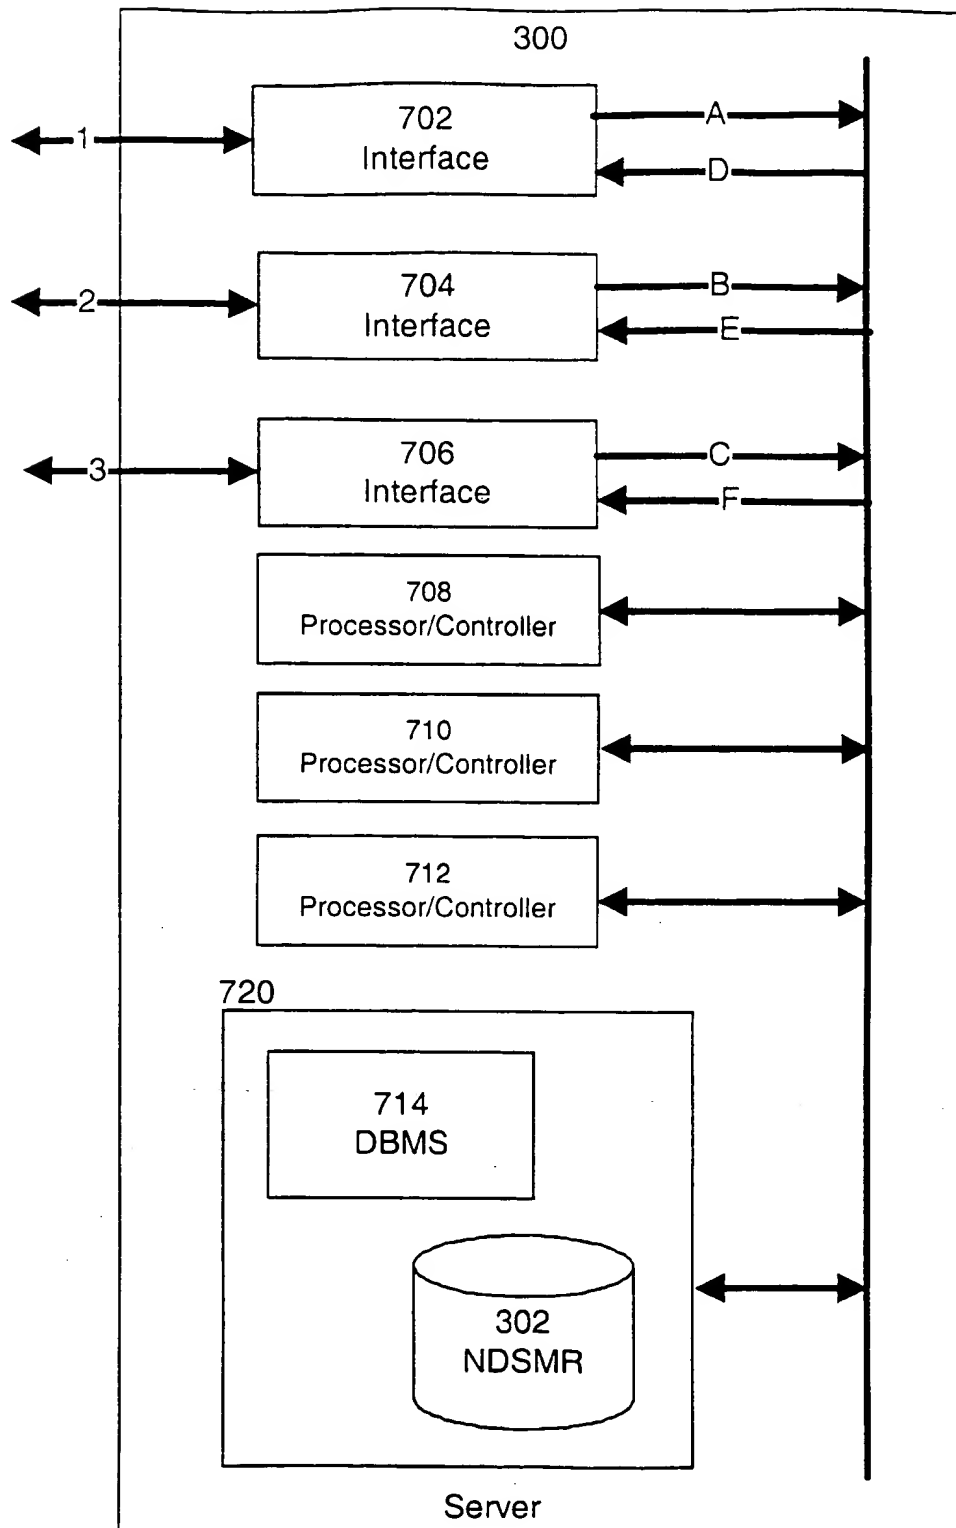 300
702
Interface
1
A
D
704
Interface
2
B
E
706
Interface
3
C
F
708
Processor/Controller
710
Processor/Controller
712
Processor/Controller
720
714
DBMS
302
NDSMR
Server